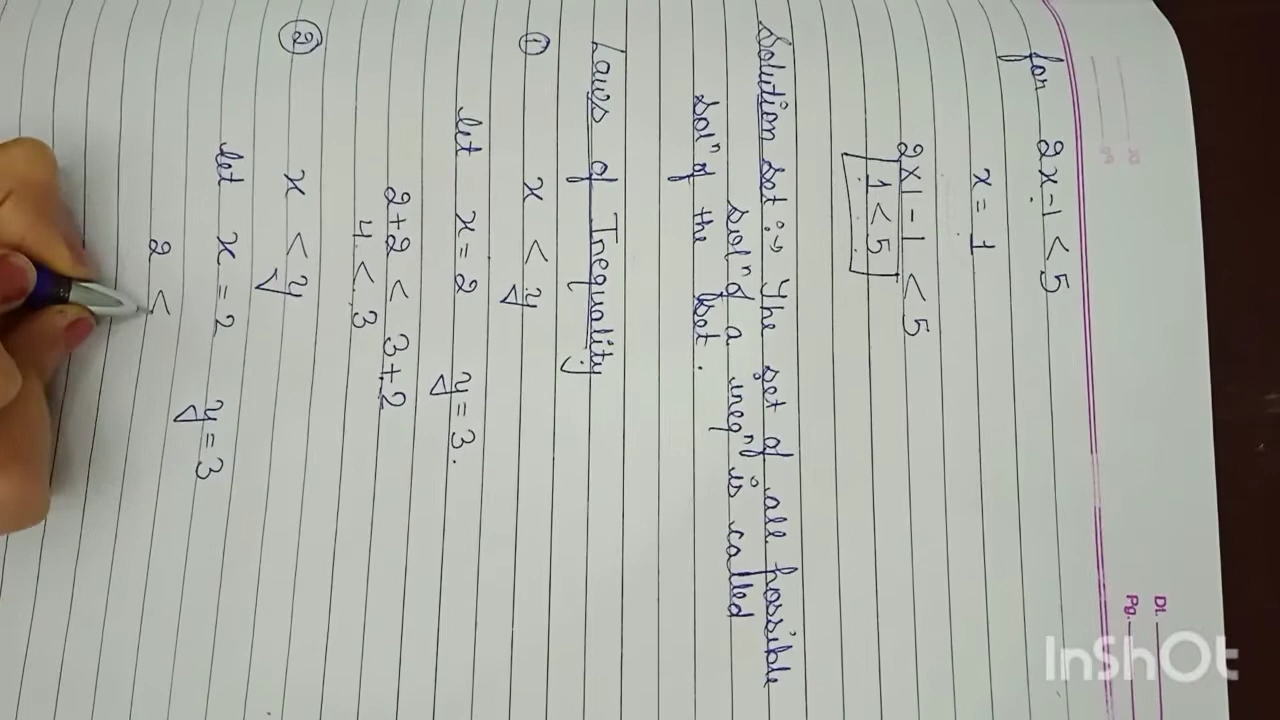 Dt.
Pg.
for 2x-1 < 5
x = 1
2×1 - 1 < 5
1 < 5
Solution set :→ The set of all possible
solⁿ of a ineqⁿ is called
solⁿ of the set.
Laws of Inequality
① x < y
let x = 2 y = 3.
2+2 < 3+2
4 < 3
② x < y
let x = 2 y = 3
2 <
InShOt